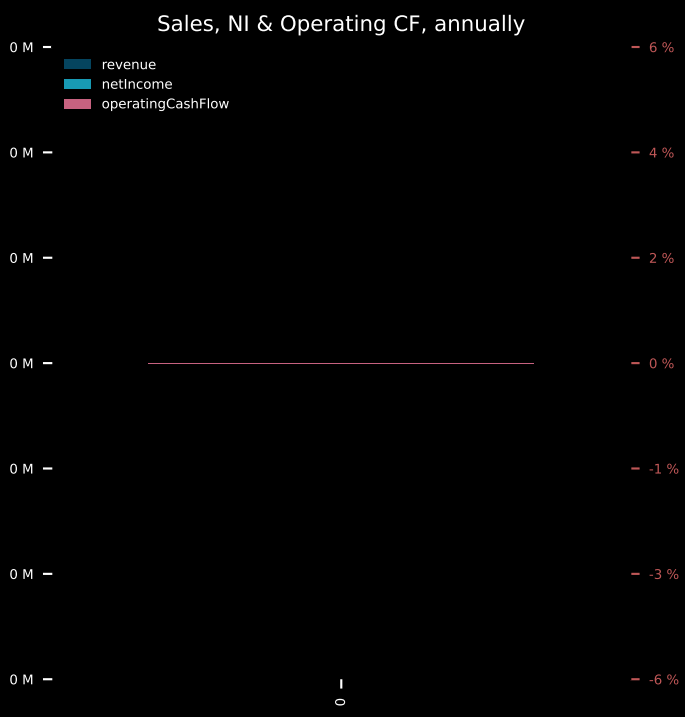 Sales, NI & Operating CF, annually
0 M
6 %
revenue
netIncome
operatingCashFlow
0 M
4 %
0 M
2 %
0 M
0 %
0 M
-1 %
0 M
-3 %
0 M
-6 %
0